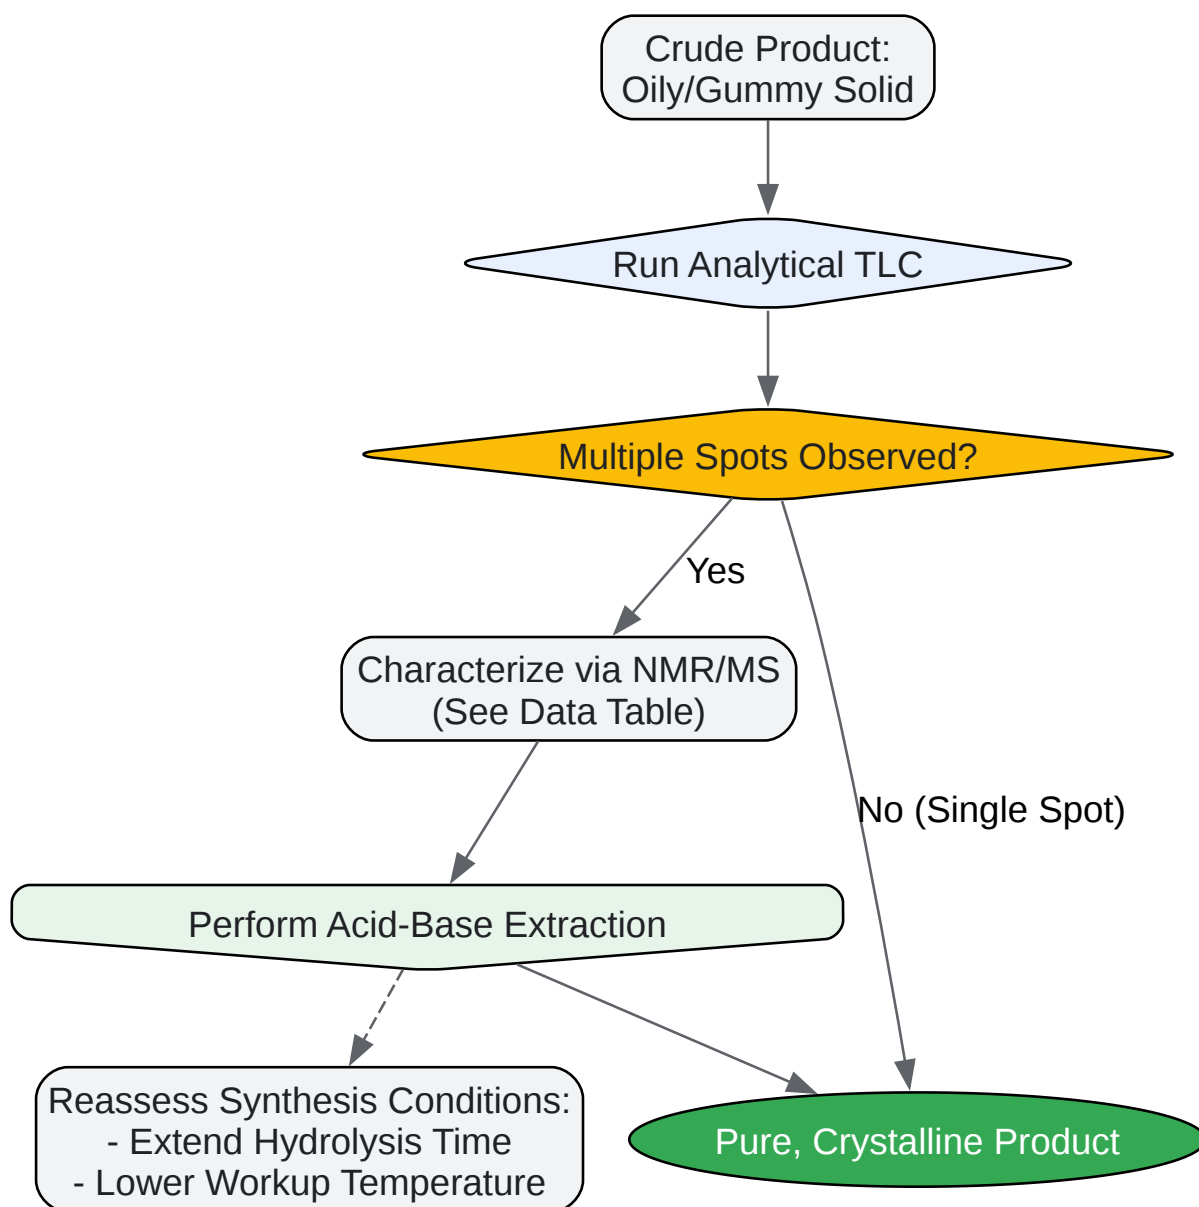 Crude Product:
Oily/Gummy Solid
Run Analytical TLC
Multiple Spots Observed?
Yes
Characterize via NMR/MS
(See Data Table)
No (Single Spot)
Perform Acid-Base Extraction
Reassess Synthesis Conditions:
- Extend Hydrolysis Time
- Lower Workup Temperature
Pure, Crystalline Product